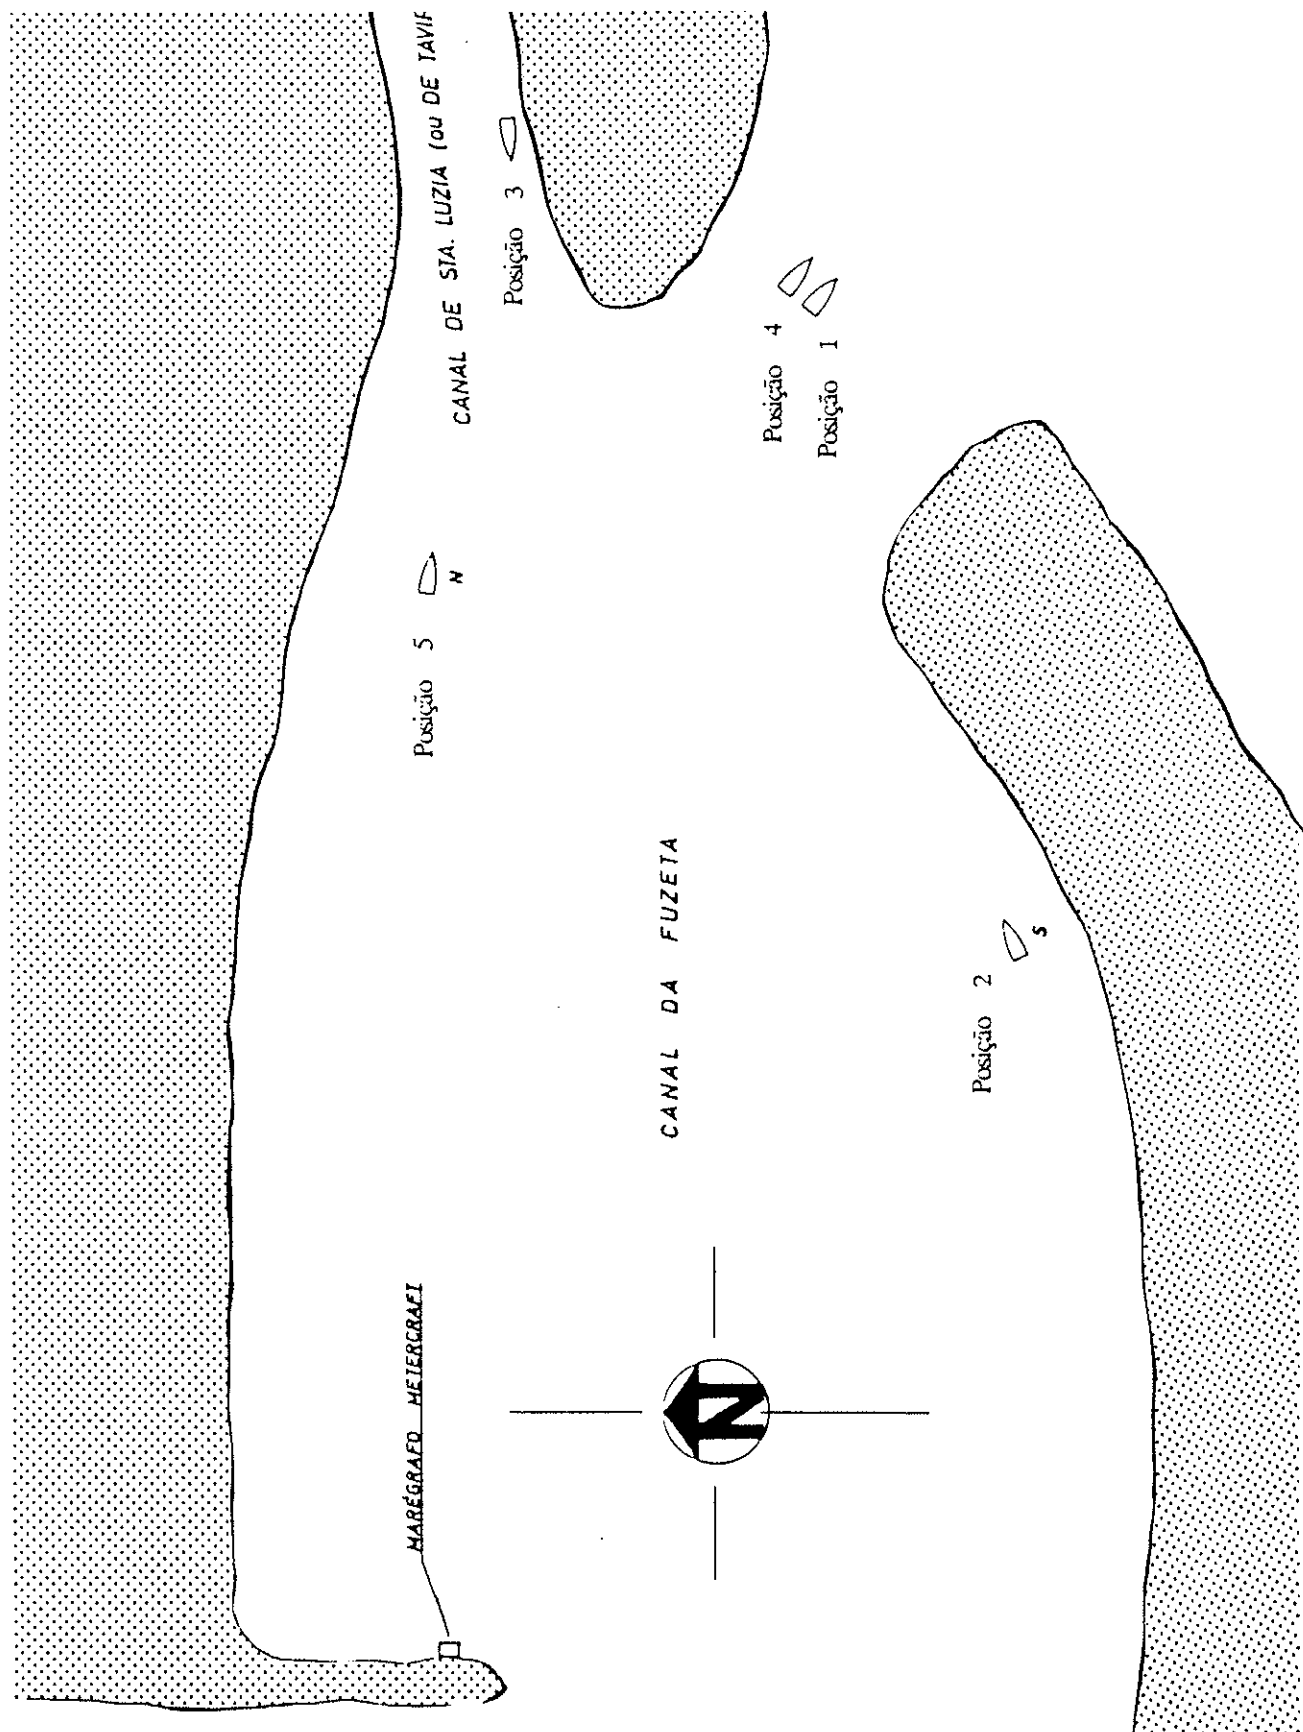 CANAL DE STA. LUZIA (ou DE TAVIR
Posição 3
Posição 4
Posição 1
Posição 5
N
CANAL DA FUZETA
Posição 2
S
MARÉGRAFO METERCRAFT
N